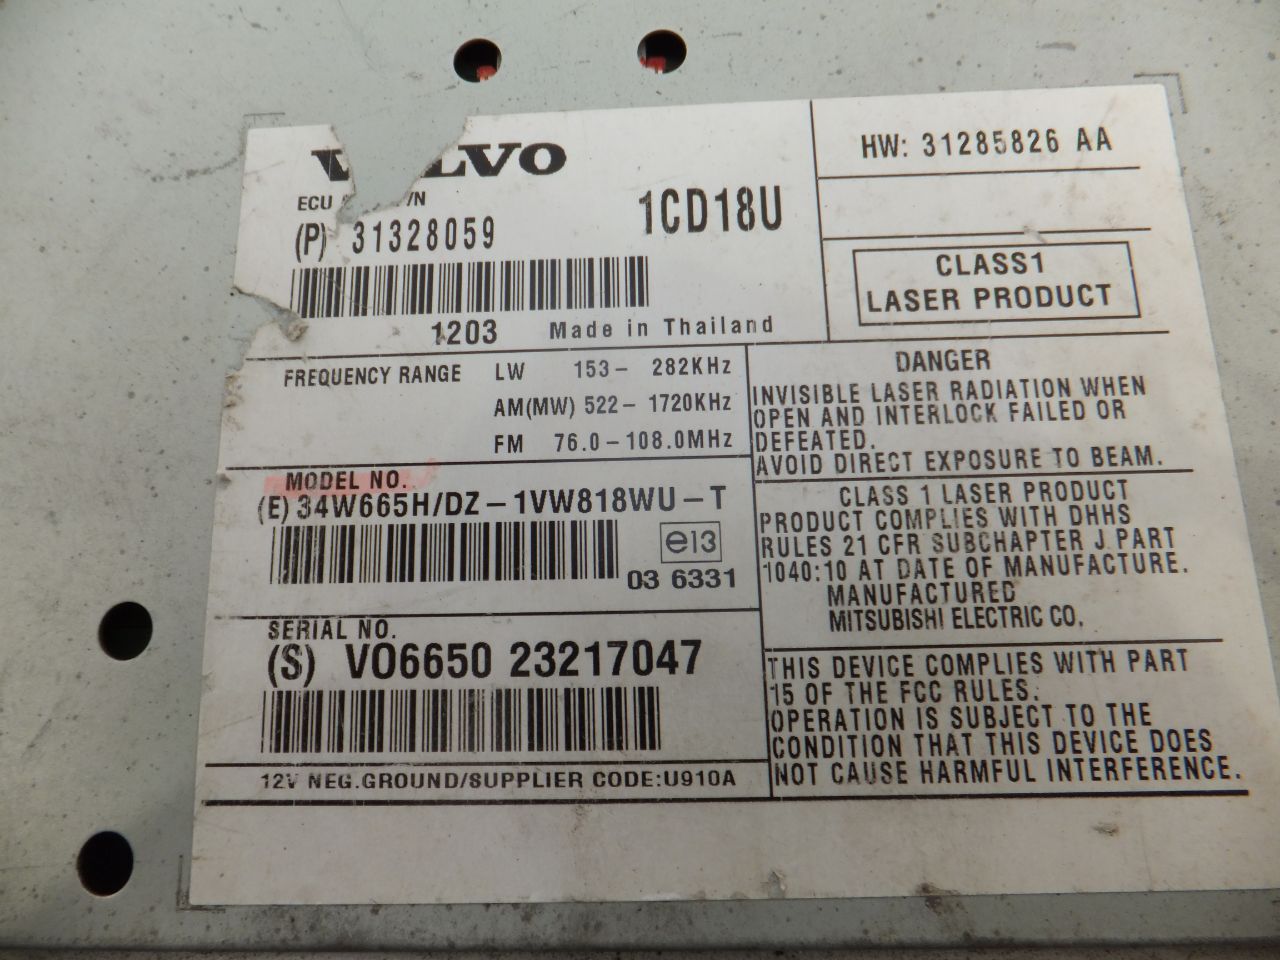 LVO
ECU /N
(P) 31328059
1CD18U
1203 Made in Thailand
HW: 31285826 AA
CLASS1
LASER PRODUCT
FREQUENCY RANGE LW 153- 282KHz
AM(MW) 522- 1720KHz
FM 76.0-108.0MHz
MODEL NO.
(E) 34W665H/DZ-1VW818WU-T
e13
03 6331
SERIAL NO.
(S) VO6650 23217047
12V NEG.GROUND/SUPPLIER CODE:U910A
DANGER
INVISIBLE LASER RADIATION WHEN
OPEN AND INTERLOCK FAILED OR
DEFEATED.
AVOID DIRECT EXPOSURE TO BEAM.
CLASS 1 LASER PRODUCT
PRODUCT COMPLIES WITH DHHS
RULES 21 CFR SUBCHAPTER J PART
1040:10 AT DATE OF MANUFACTURE.
MANUFACTURED
MITSUBISHI ELECTRIC CO.
THIS DEVICE COMPLIES WITH PART
15 OF THE FCC RULES.
OPERATION IS SUBJECT TO THE
CONDITION THAT THIS DEVICE DOES
NOT CAUSE HARMFUL INTERFERENCE.